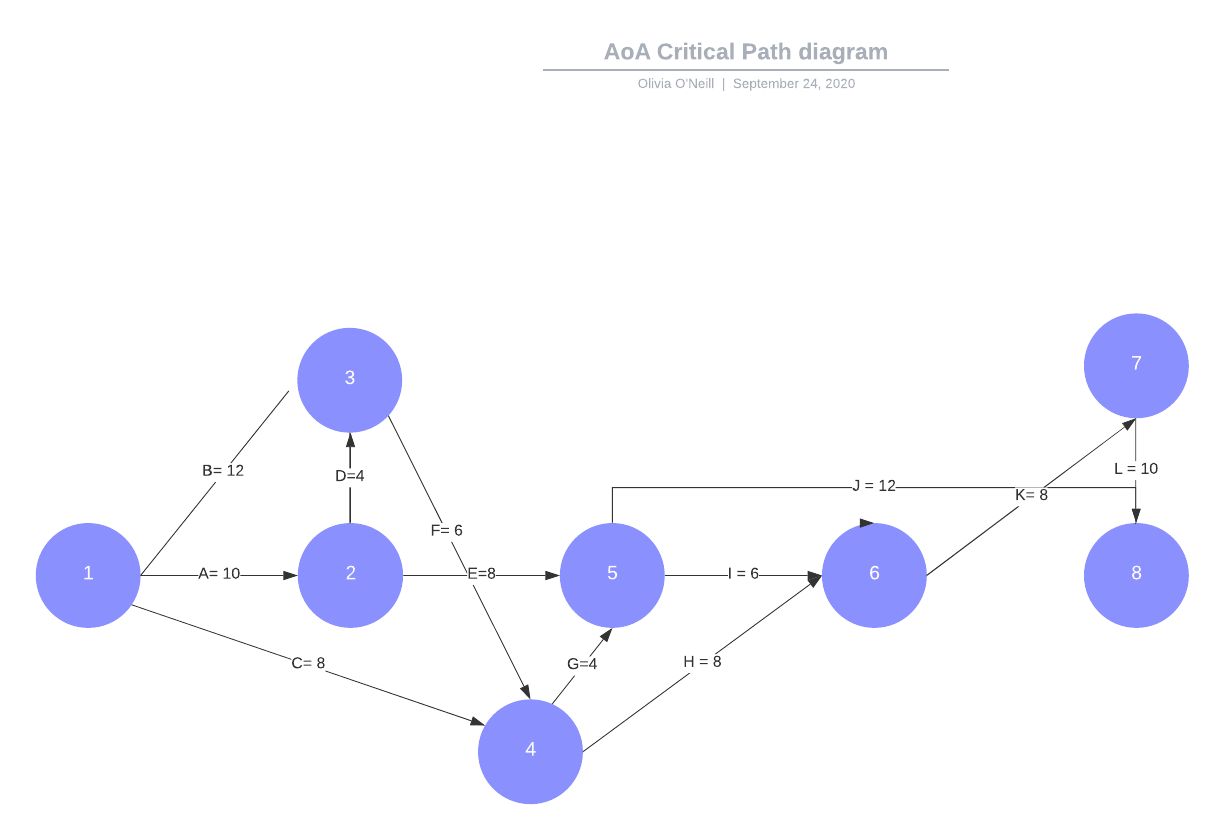 AoA Critical Path diagram
Olivia O'Neill | September 24, 2020
7
3
L = 10
B= 12
D=4
J = 12
K= 8
F= 6
1
A= 10
2
E=8
5
I = 6
6
8
C= 8
G=4
H = 8
4